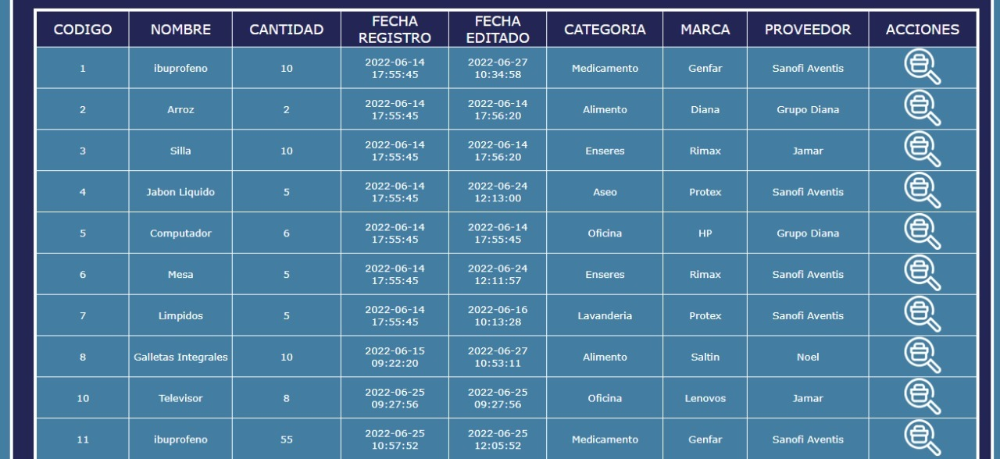 CODIGO NOMBRE CANTIDAD FECHA REGISTRO FECHA EDITADO CATEGORIA MARCA PROVEEDOR ACCIONES
1 ibuprofeno 10 2022-06-14 17:55:45 2022-06-27 10:34:58 Medicamento Genfar Sanofi Aventis
2 Arroz 2 2022-06-14 17:55:45 2022-06-14 17:56:20 Alimento Diana Grupo Diana
3 Silla 10 2022-06-14 17:55:45 2022-06-14 17:56:20 Enseres Rimax Jamar
4 Jabon Liquido 5 2022-06-14 17:55:45 2022-06-24 12:13:00 Aseo Protex Sanofi Aventis
5 Computador 6 2022-06-14 17:55:45 2022-06-14 17:55:45 Oficina HP Grupo Diana
6 Mesa 5 2022-06-14 17:55:45 2022-06-24 12:11:57 Enseres Rimax Sanofi Aventis
7 Limpidos 5 2022-06-14 17:55:45 2022-06-16 10:13:28 Lavanderia Protex Sanofi Aventis
8 Galletas Integrales 10 2022-06-15 09:22:20 2022-06-27 10:53:11 Alimento Saltin Noel
10 Televisor 8 2022-06-25 09:27:56 2022-06-25 09:27:56 Oficina Lenovos Jamar
11 ibuprofeno 55 2022-06-25 10:57:52 2022-06-25 12:05:52 Medicamento Genfar Sanofi Aventis